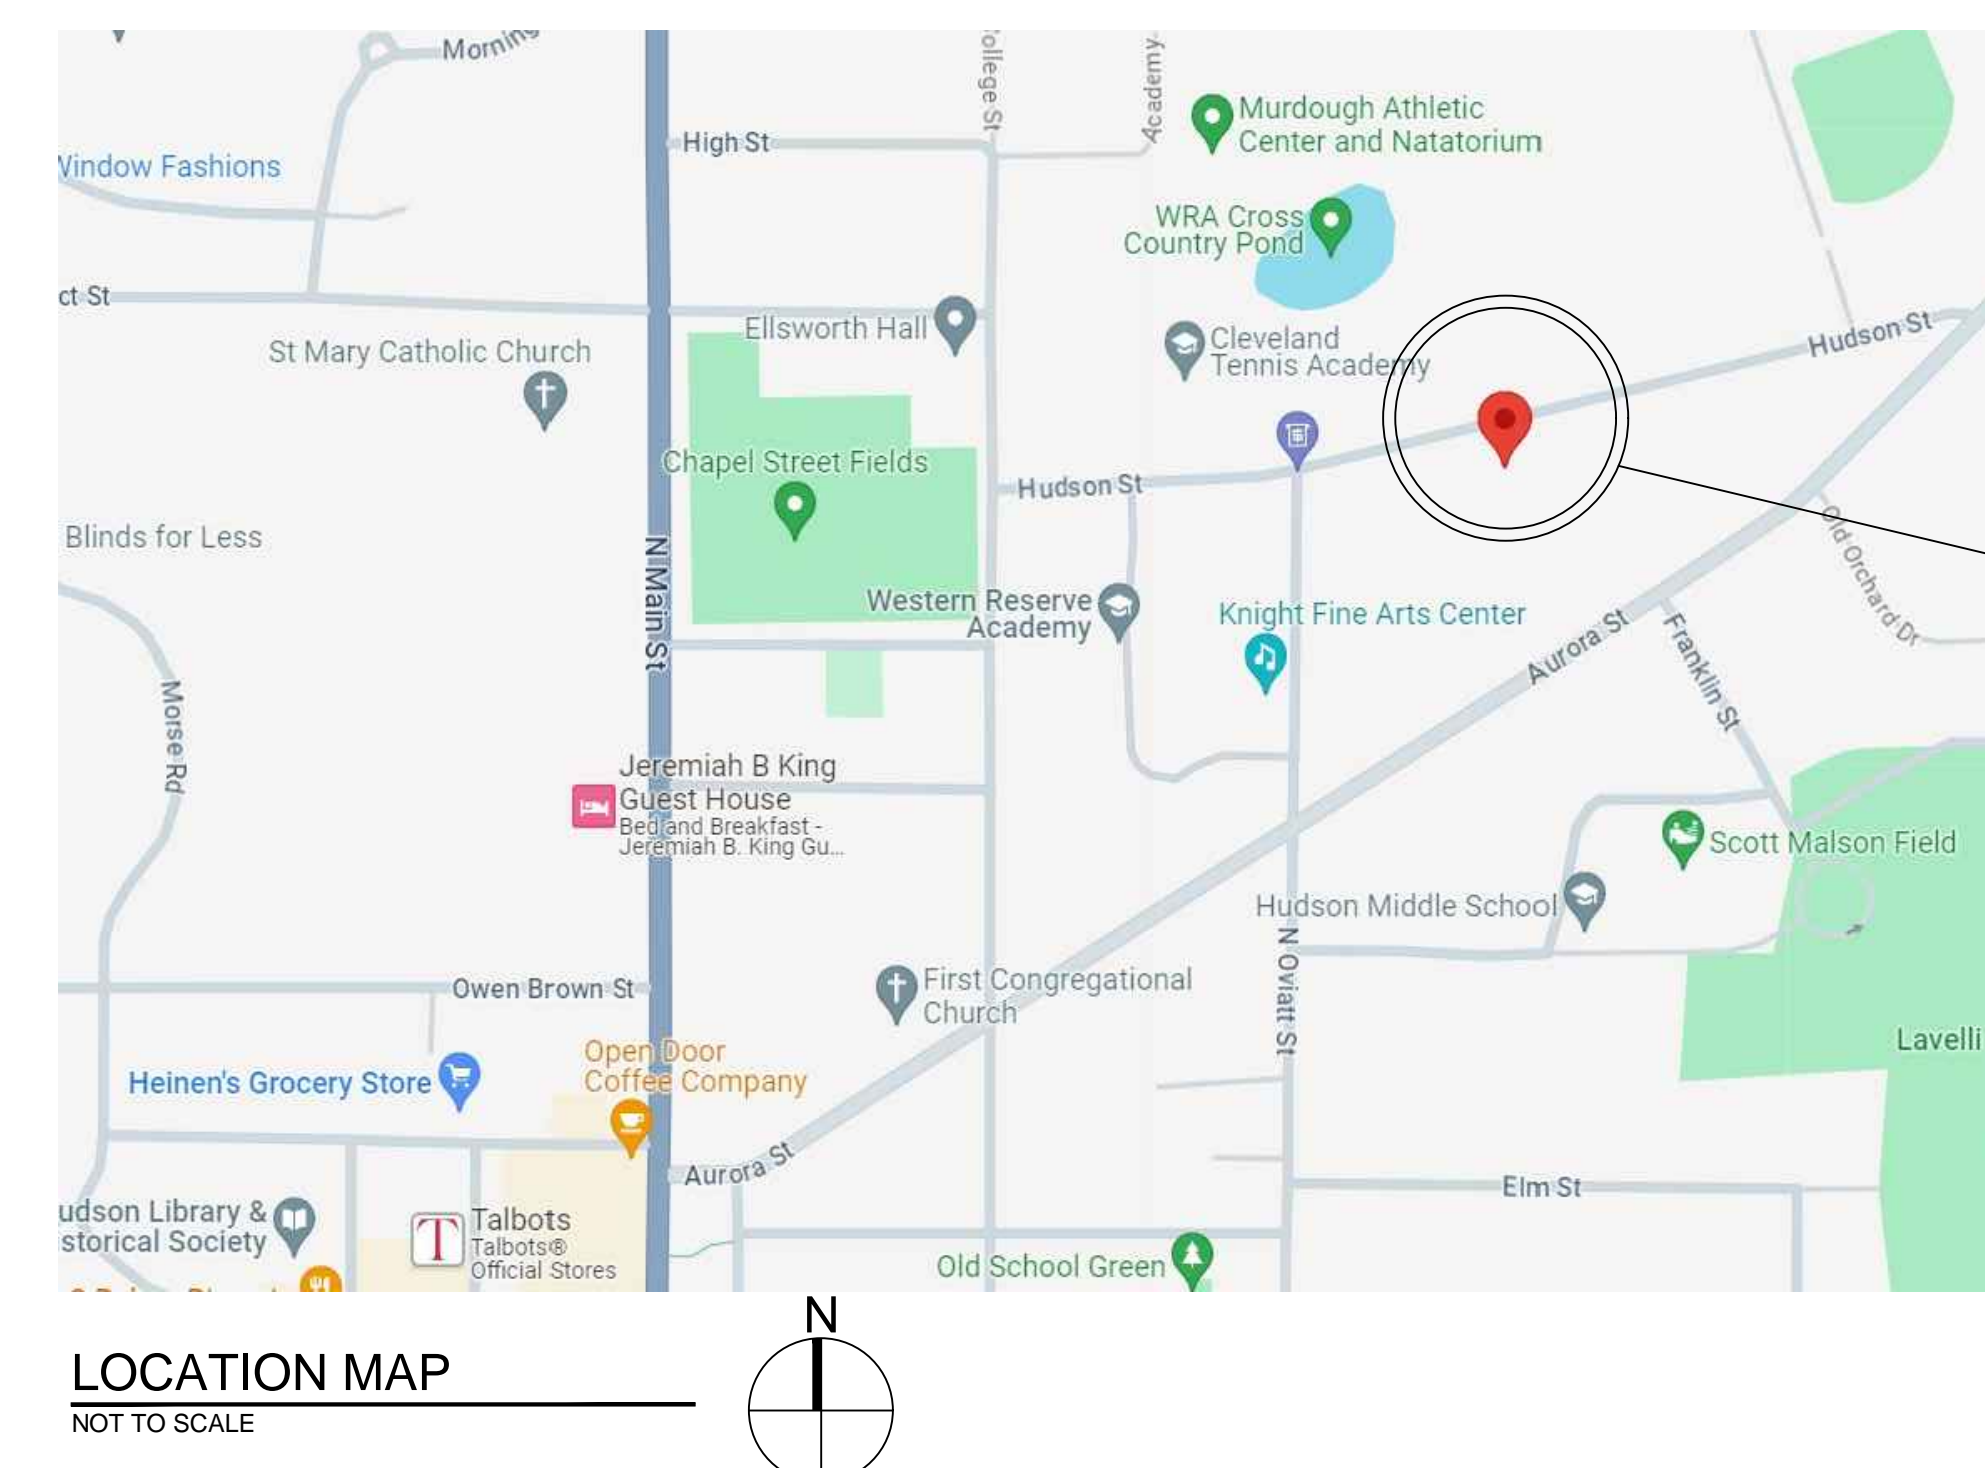 Morning
College St
Academy
Murdough Athletic
Center and Natatorium
High St
Window Fashions
WRA Cross
Country Pond
ct St
Ellsworth Hall
St Mary Catholic Church
Cleveland
Tennis Academy
Hudson St
Chapel Street Fields
Hudson St
Blinds for Less
N Main St
Old Orchard Dr
Western Reserve
Academy
Knight Fine Arts Center
Aurora St
Franklin St
Morse Rd
Jeremiah B King
Guest House
Bed and Breakfast -
Jeremiah B. King Gu...
Scott Malson Field
Hudson Middle School
N Oviatt St
First Congregational
Church
Owen Brown St
Lavelli
Open Door
Coffee Company
Heinen's Grocery Store
Aurora St
Elm St
udson Library &
storical Society
T
Talbots
Talbots®
Official Stores
Old School Green
N
LOCATION MAP
NOT TO SCALE